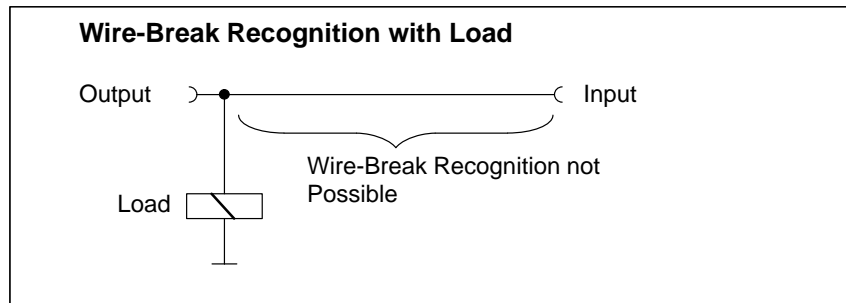 Wire-Break Recognition with Load
Output
Input
Wire-Break Recognition not
Possible
Load